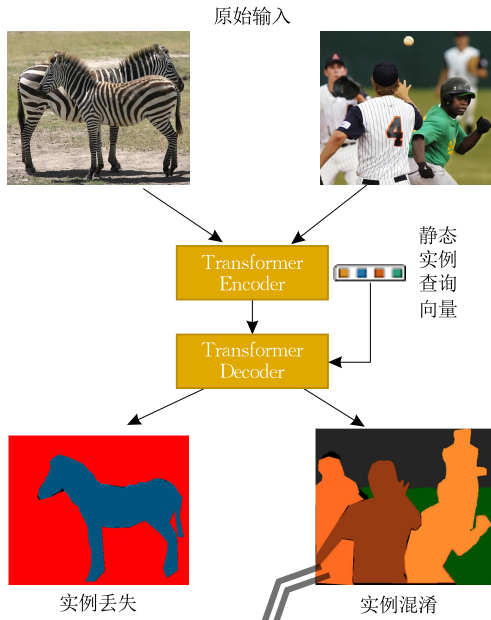 原始输入
4
Transformer
Encoder
静态
实例
查询
向量
Transformer
Decoder
实例丢失
实例混淆